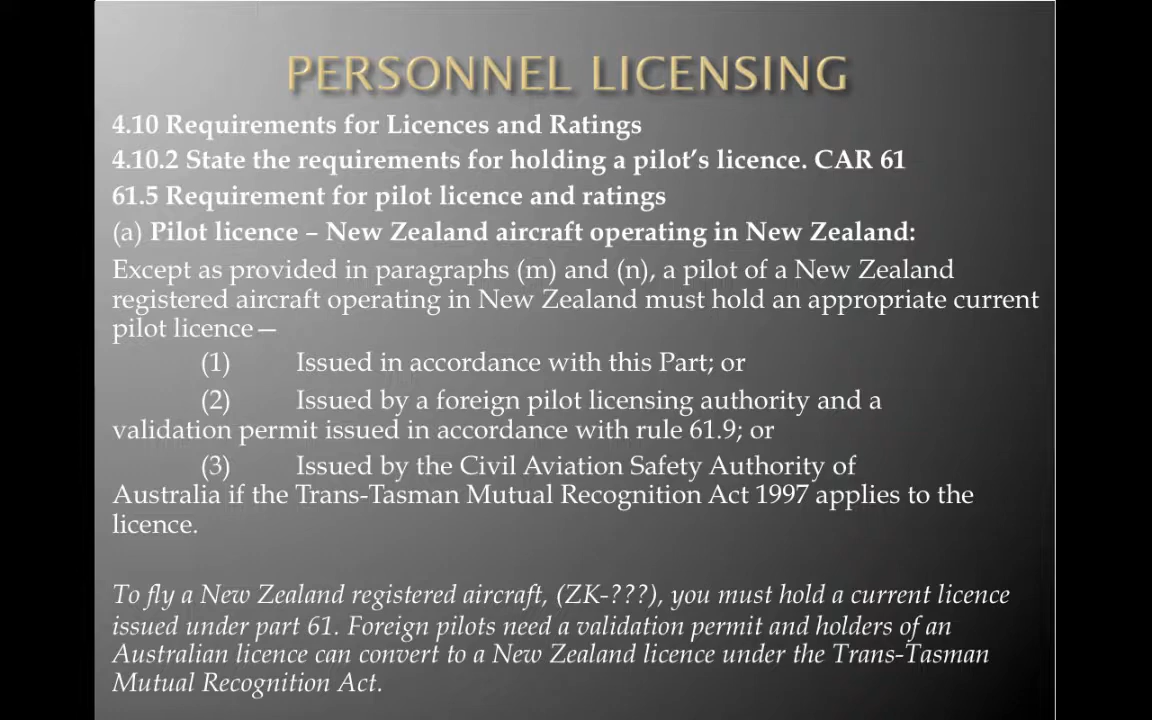 PERSONNEL LICENSING
4.10 Requirements for Licences and Ratings
4.10.2 State the requirements for holding a pilot's licence. CAR 61
61.5 Requirement for pilot licence and ratings
(a) Pilot licence – New Zealand aircraft operating in New Zealand:
Except as provided in paragraphs (m) and (n), a pilot of a New Zealand
registered aircraft operating in New Zealand must hold an appropriate current
pilot licence—
(1) Issued in accordance with this Part; or
(2) Issued by a foreign pilot licensing authority and a
validation permit issued in accordance with rule 61.9; or
(3) Issued by the Civil Aviation Safety Authority of
Australia if the Trans-Tasman Mutual Recognition Act 1997 applies to the
licence.
To fly a New Zealand registered aircraft, (ZK-???), you must hold a current licence
issued under part 61. Foreign pilots need a validation permit and holders of an
Australian licence can convert to a New Zealand licence under the Trans-Tasman
Mutual Recognition Act.